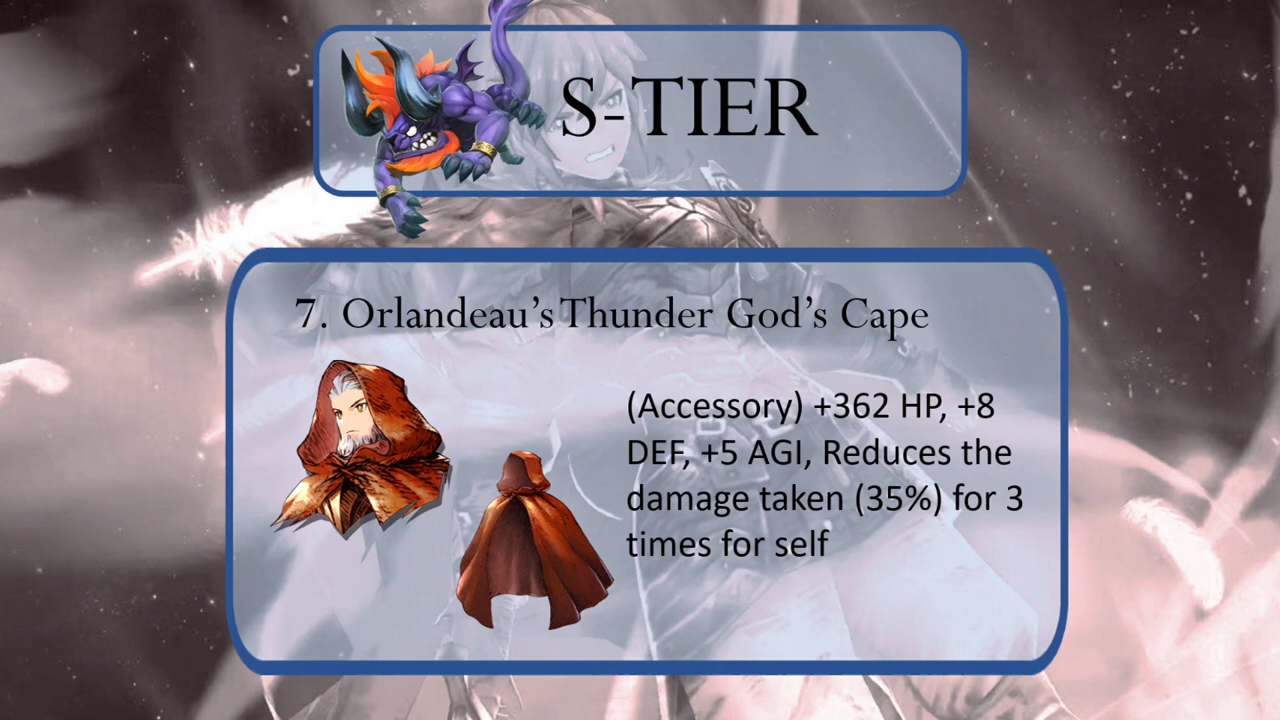 S-TIER
7. Orlandeau's Thunder God's Cape
(Accessory) +362 HP, +8
DEF, +5 AGI, Reduces the
damage taken (35%) for 3
times for self